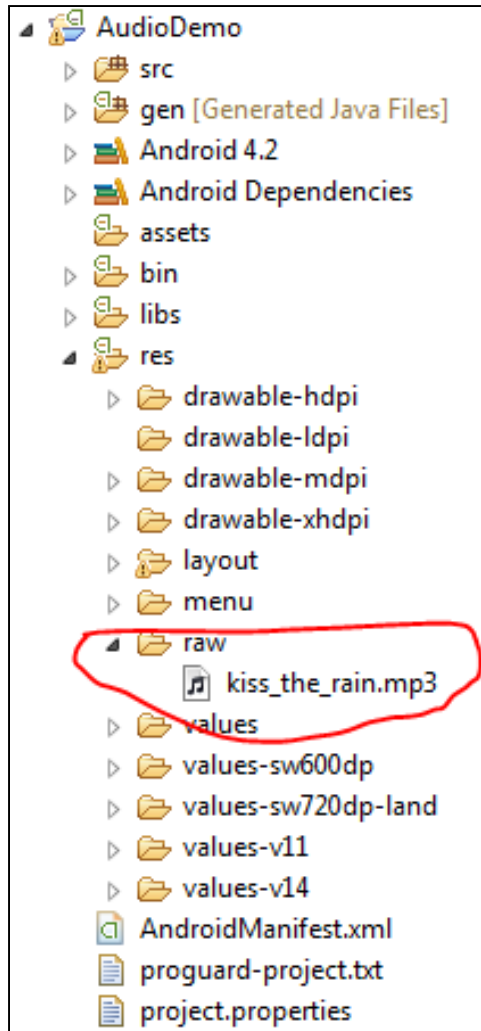 AudioDemo
src
gen [Generated Java Files]
Android 4.2
Android Dependencies
assets
bin
libs
res
drawable-hdpi
drawable-ldpi
drawable-mdpi
drawable-xhdpi
layout
menu
raw
kiss_the_rain.mp3
values
values-sw600dp
values-sw720dp-land
values-v11
values-v14
AndroidManifest.xml
proguard-project.txt
project.properties